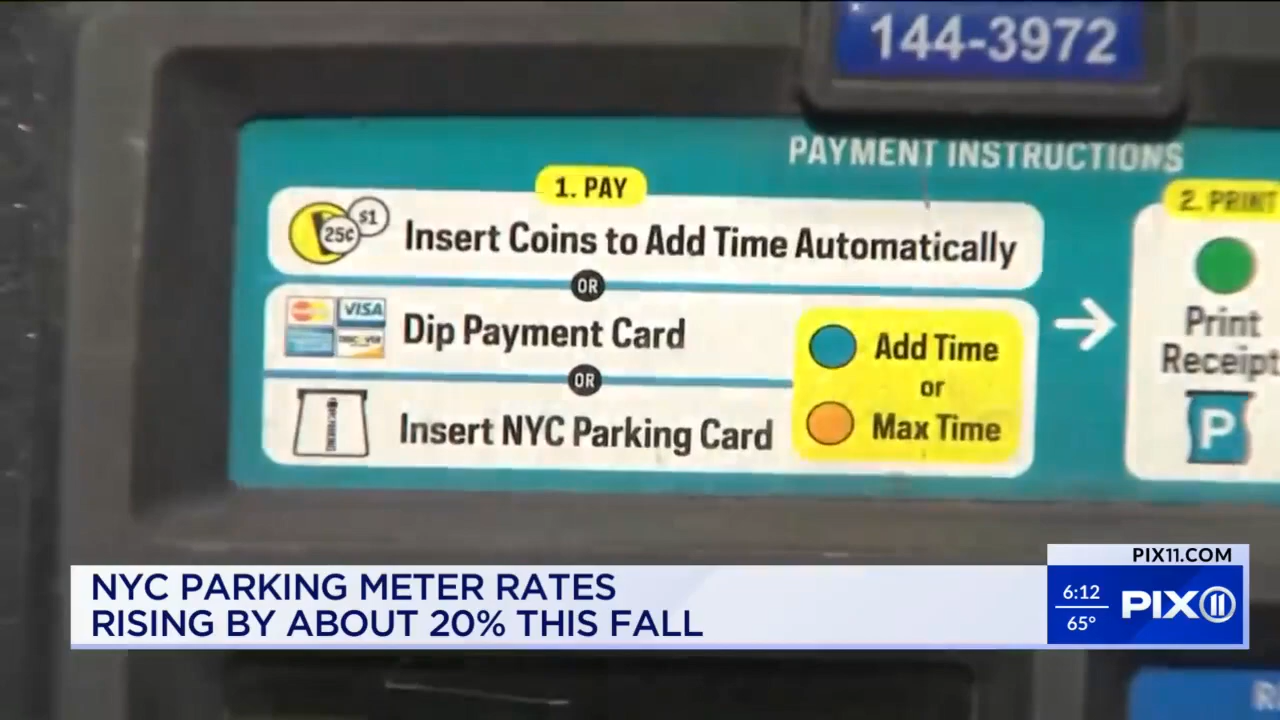 144-3972
PAYMENT INSTRUCTIONS
1. PAY
25¢
$1
Insert Coins to Add Time Automatically
OR
VISA
Dip Payment Card
OR
Insert NYC Parking Card
Add Time
or
Max Time
2. PRINT
Print
Receipt
P
NYC PARKING METER RATES
RISING BY ABOUT 20% THIS FALL
PIX11.COM
6:12
65°
PIX11